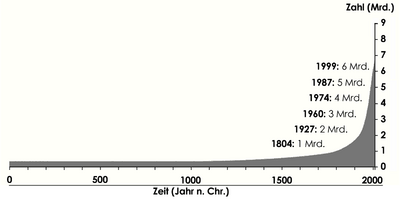 Zahl (Mrd.)
9
8
7
6
5
4
3
2
1
0
1999: 6 Mrd.
1987: 5 Mrd.
1974: 4 Mrd.
1960: 3 Mrd.
1927: 2 Mrd.
1804: 1 Mrd.
0 500 1000 1500 2000
Zeit (Jahr n. Chr.)